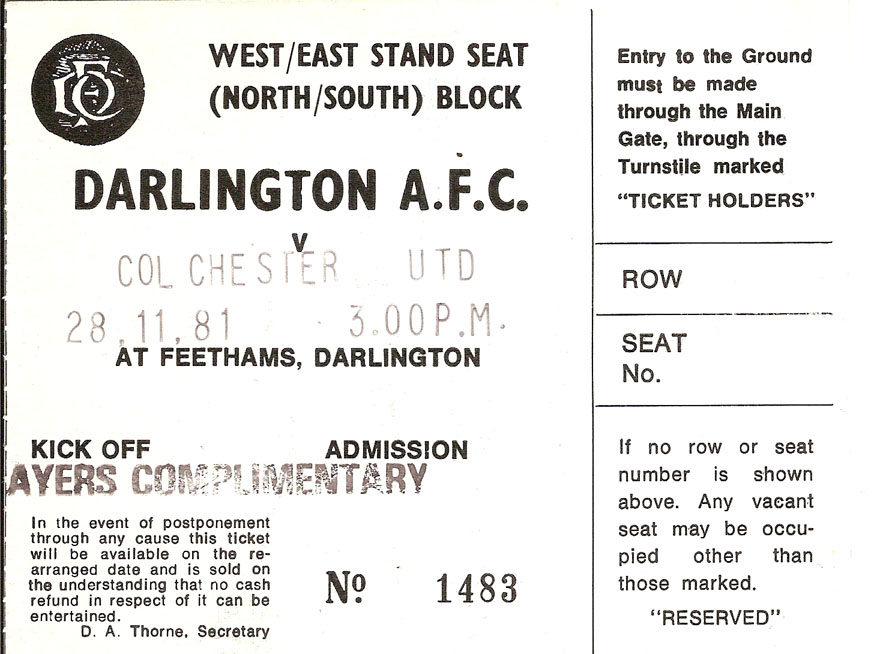 WEST/EAST STAND SEAT
(NORTH/SOUTH) BLOCK
DARLINGTON A.F.C.
v
COLCHESTER UTD
28.11.81 3.00P.M.
AT FEETHAMS, DARLINGTON
KICK OFF ADMISSION
AYERS COMPLIMENTARY
In the event of postponement
through any cause this ticket
will be available on the re-
arranged date and is sold on
the understanding that no cash
refund in respect of it can be
entertained.
D. A. Thorne, Secretary
Nº 1483
Entry to the Ground
must be made
through the Main
Gate, through the
Turnstile marked
"TICKET HOLDERS"
ROW
SEAT
No.
If no row or seat
number is shown
above. Any vacant
seat may be occu-
pied other than
those marked.
"RESERVED"